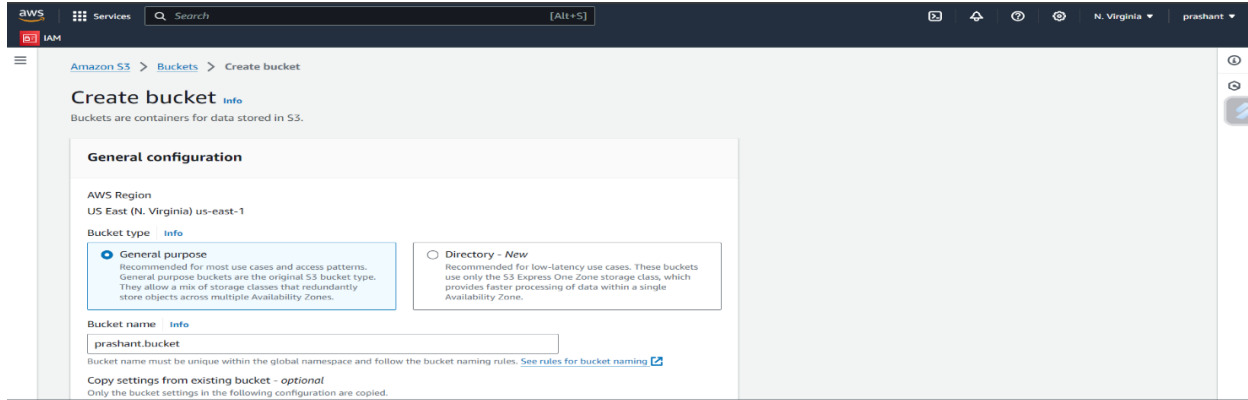 aws Services Search [Alt+S] N. Virginia prashant
IAM
Amazon S3 > Buckets > Create bucket
Create bucket Info
Buckets are containers for data stored in S3.
General configuration
AWS Region
US East (N. Virginia) us-east-1
Bucket type Info
General purpose
Recommended for most use cases and access patterns.
General purpose buckets are the original S3 bucket type.
They allow a mix of storage classes that redundantly
store objects across multiple Availability Zones.
Directory - New
Recommended for low-latency use cases. These buckets
use only the S3 Express One Zone storage class, which
provides faster processing of data within a single
Availability Zone.
Bucket name Info
prashant.bucket
Bucket name must be unique within the global namespace and follow the bucket naming rules. See rules for bucket naming
Copy settings from existing bucket - optional
Only the bucket settings in the following configuration are copied.